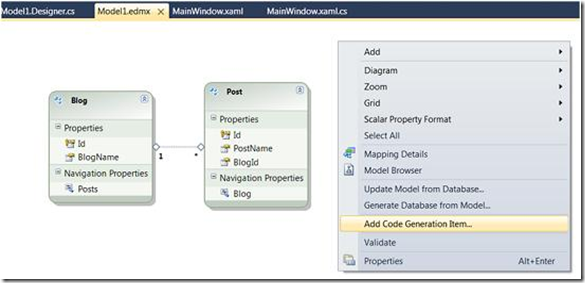 Model1.Designer.cs
Model1.edmx
MainWindow.xaml
MainWindow.xaml.cs
Blog
Properties
Id
BlogName
Navigation Properties
Posts
1
*
Post
Properties
Id
PostName
BlogId
Navigation Properties
Blog
Add
Diagram
Zoom
Grid
Scalar Property Format
Select All
Mapping Details
Model Browser
Update Model from Database...
Generate Database from Model...
Add Code Generation Item...
Validate
Properties Alt+Enter